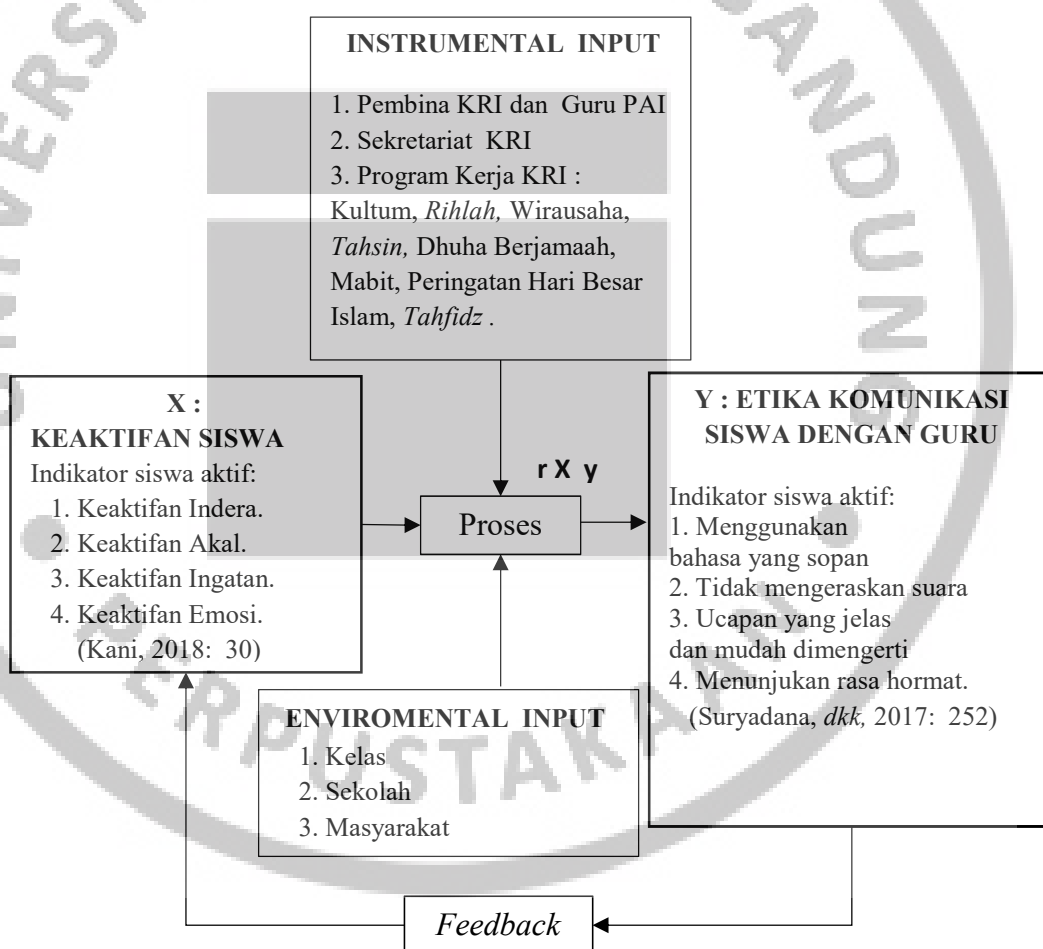 INSTRUMENTAL INPUT
1. Pembina KRI dan Guru PAI
2. Sekretariat KRI
3. Program Kerja KRI :
Kultum, Rihlah, Wirausaha,
Tahsin, Dhuha Berjamaah,
Mabit, Peringatan Hari Besar
Islam, Tahfidz .
X :
KEAKTIFAN SISWA
Indikator siswa aktif:
1. Keaktifan Indera.
2. Keaktifan Akal.
3. Keaktifan Ingatan.
4. Keaktifan Emosi.
(Kani, 2018: 30)
r X y
Proses
Y : ETIKA KOMUNIKASI
SISWA DENGAN GURU
Indikator siswa aktif:
1. Menggunakan
bahasa yang sopan
2. Tidak mengeraskan suara
3. Ucapan yang jelas
dan mudah dimengerti
4. Menunjukan rasa hormat.
(Suryadana, dkk, 2017: 252)
ENVIROMENTAL INPUT
1. Kelas
2. Sekolah
3. Masyarakat
Feedback
PERPUSTAKAAN